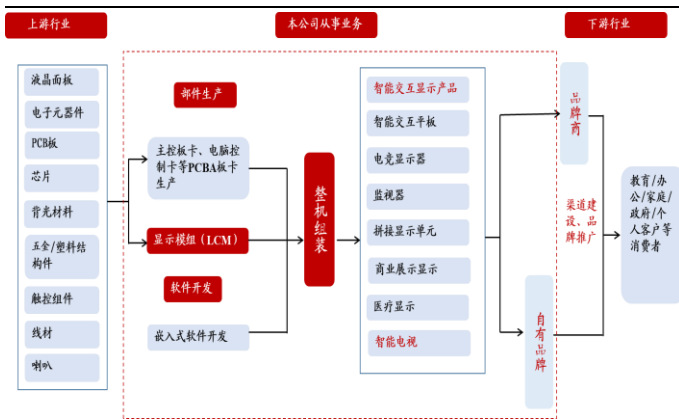 上游行业
本公司从事业务
下游行业
液晶面板
电子元器件
PCB板
芯片
背光材料
五金/塑料结
构件
触控组件
线材
喇叭
部件生产
主控板卡、电脑控
制卡等PCBA板卡
生产
显示模组（LCM）
软件开发
嵌入式软件开发
整机组装
智能交互显示产品
智能交互平板
电竞显示器
监视器
拼接显示单元
商业展示显示
医疗显示
智能电视
品牌商
渠道建
设、品
牌推广
自有品牌
教育/办
公/家庭/
政府/个
人客户等
消费者